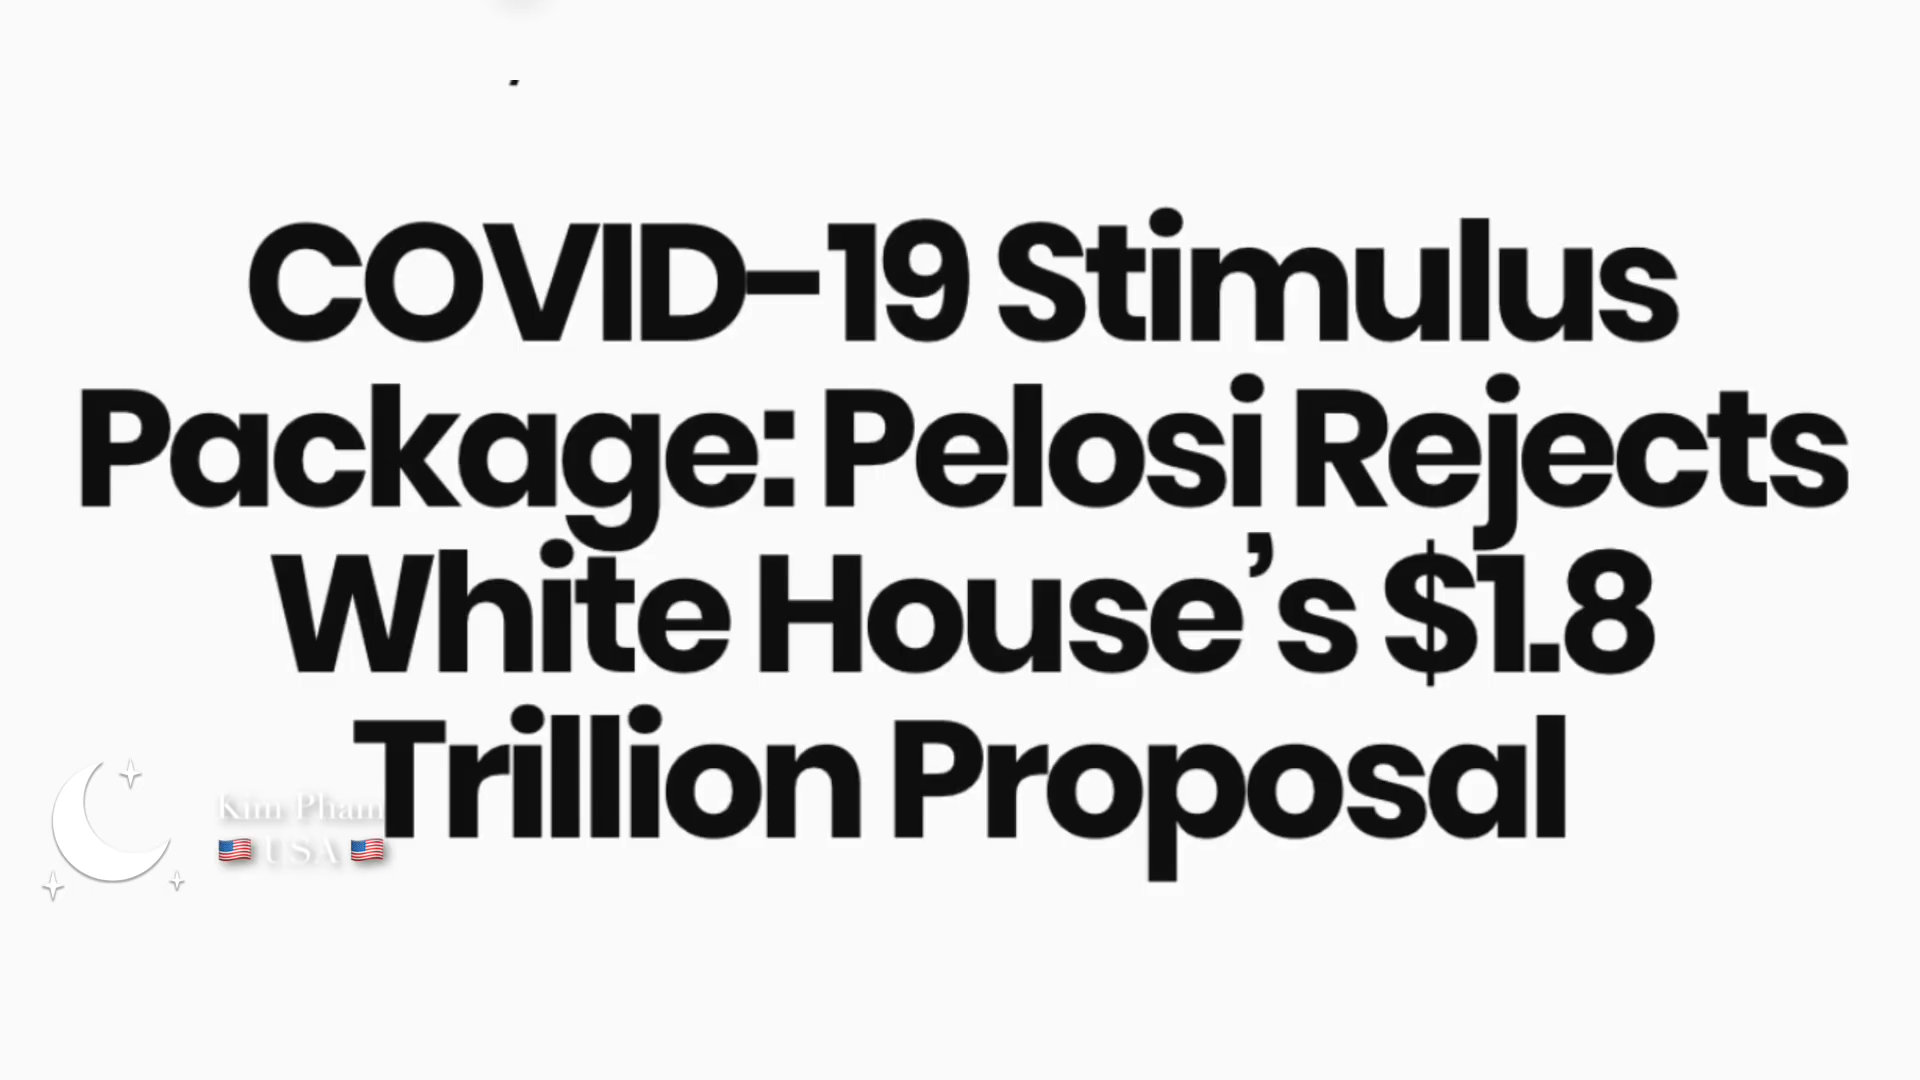 COVID-19 Stimulus
Package: Pelosi Rejects
White House’s $1.8
Trillion Proposal
Kim Pham
🇺🇸 USA 🇺🇸